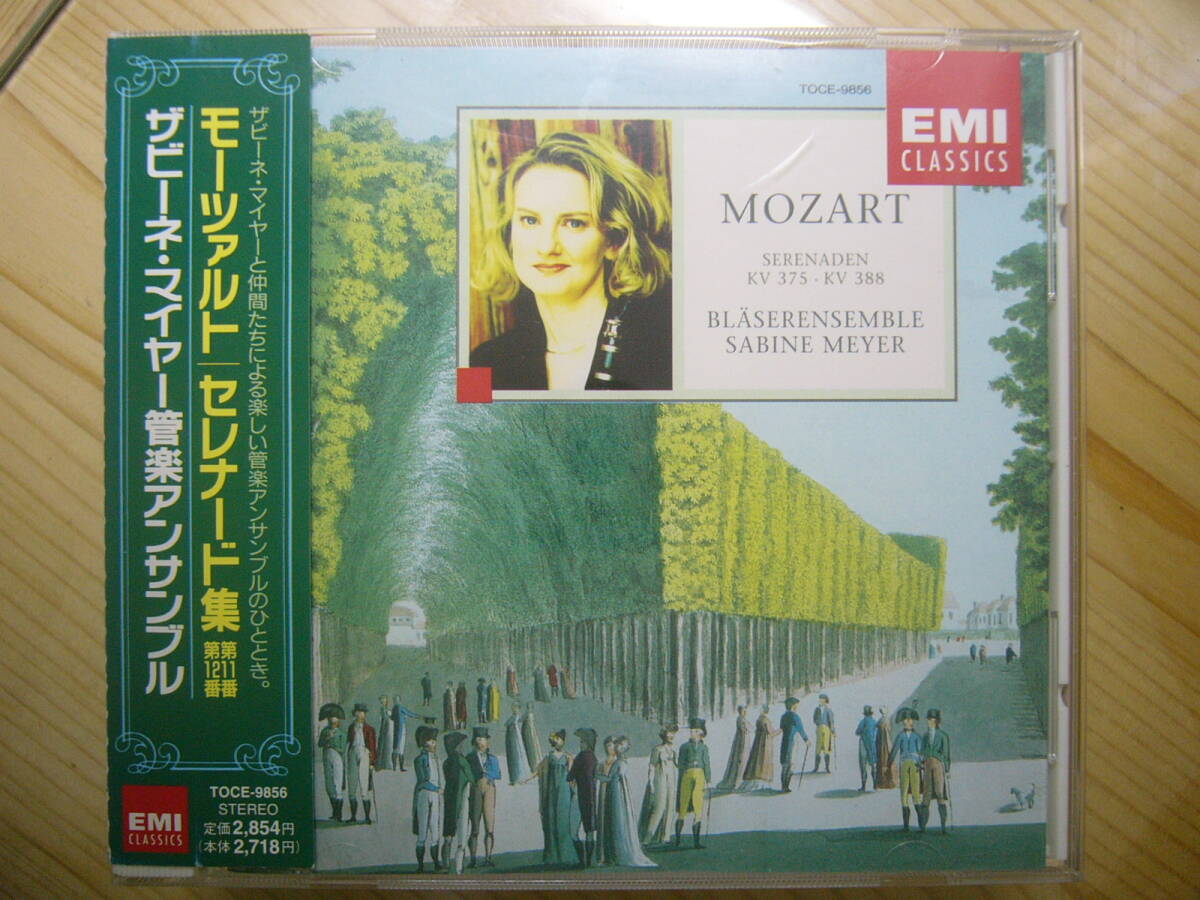 ザビーネ・マイヤーと仲間たちによる楽しい管楽アンサンブルのひととき。
モーツァルト|セレナード集
第11番
第12番
ザビーネ・マイヤー管楽アンサンブル
EMI
CLASSICS
TOCE-9856
STEREO
定価2,854円
(本体2,718円)
TOCE-9856
EMI
CLASSICS
MOZART
SERENADEN
KV 375 · KV 388
BLÄSERENSEMBLE
SABINE MEYER